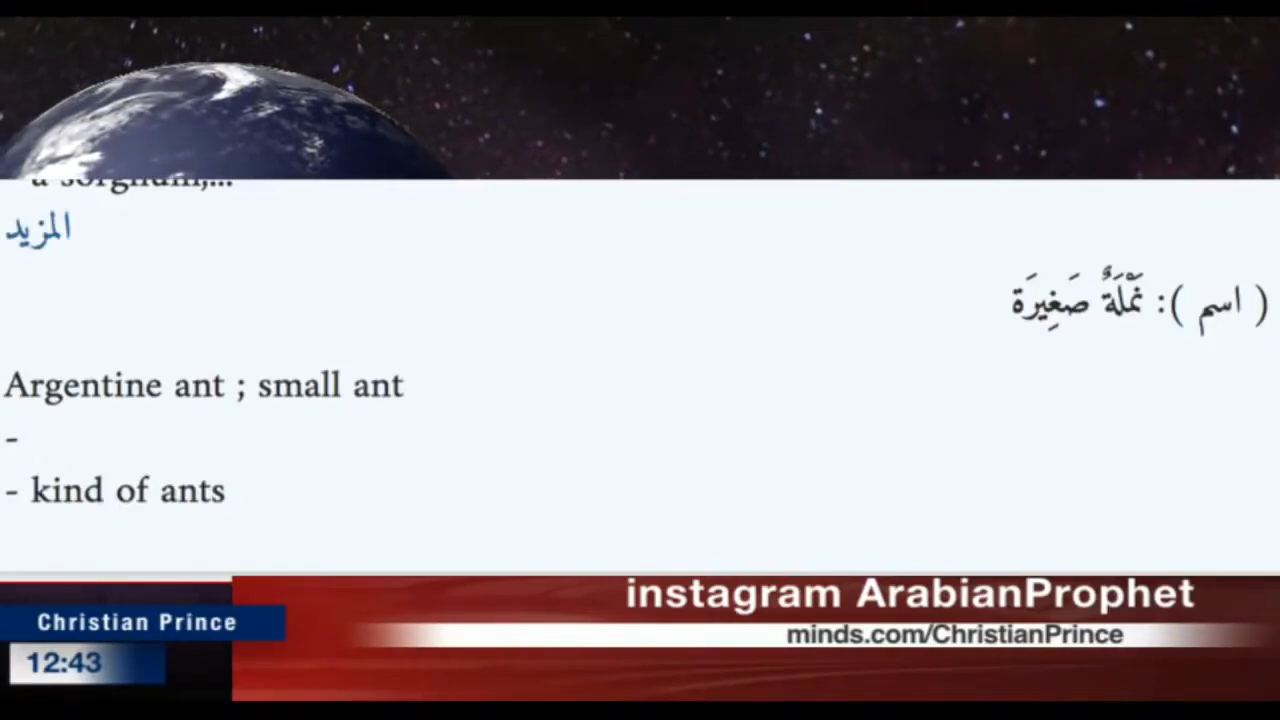 a sorghum,...
المزيد
( اسم ): نَمْلَةٌ صَغِيرَة
Argentine ant ; small ant
-
- kind of ants
instagram ArabianProphet
Christian Prince
minds.com/ChristianPrince
12:43